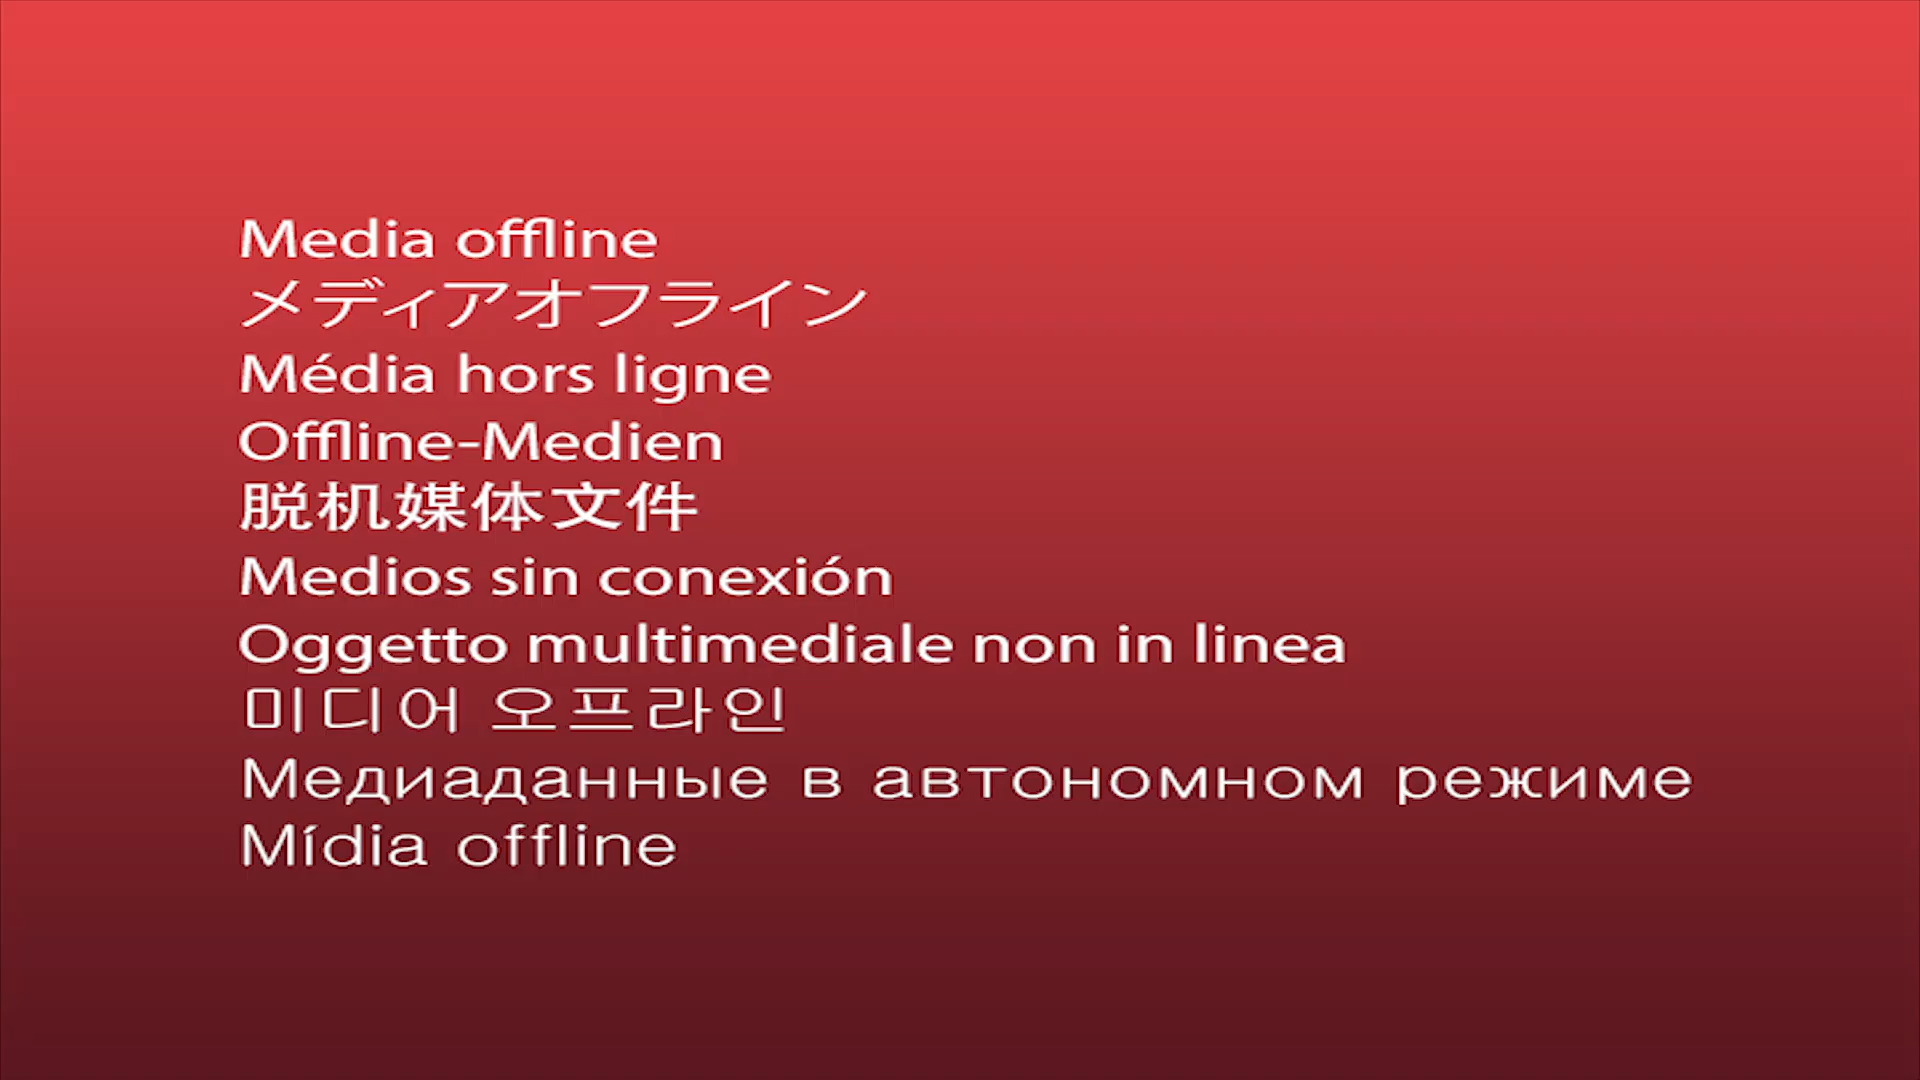 Media offline
メディアオフライン
Média hors ligne
Offline-Medien
脱机媒体文件
Medios sin conexión
Oggetto multimediale non in linea
미디어 오프라인
Медиаданные в автономном режиме
Mídia offline